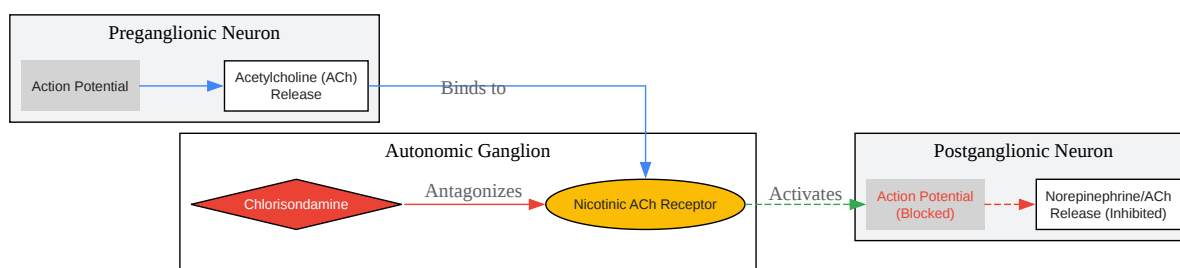 Preganglionic Neuron
Action Potential
Acetylcholine (ACh)
Release
Binds to
Autonomic Ganglion
Chlorisondamine
Antagonizes
Nicotinic ACh Receptor
Activates
Postganglionic Neuron
Action Potential
(Blocked)
Norepinephrine/ACh
Release (Inhibited)